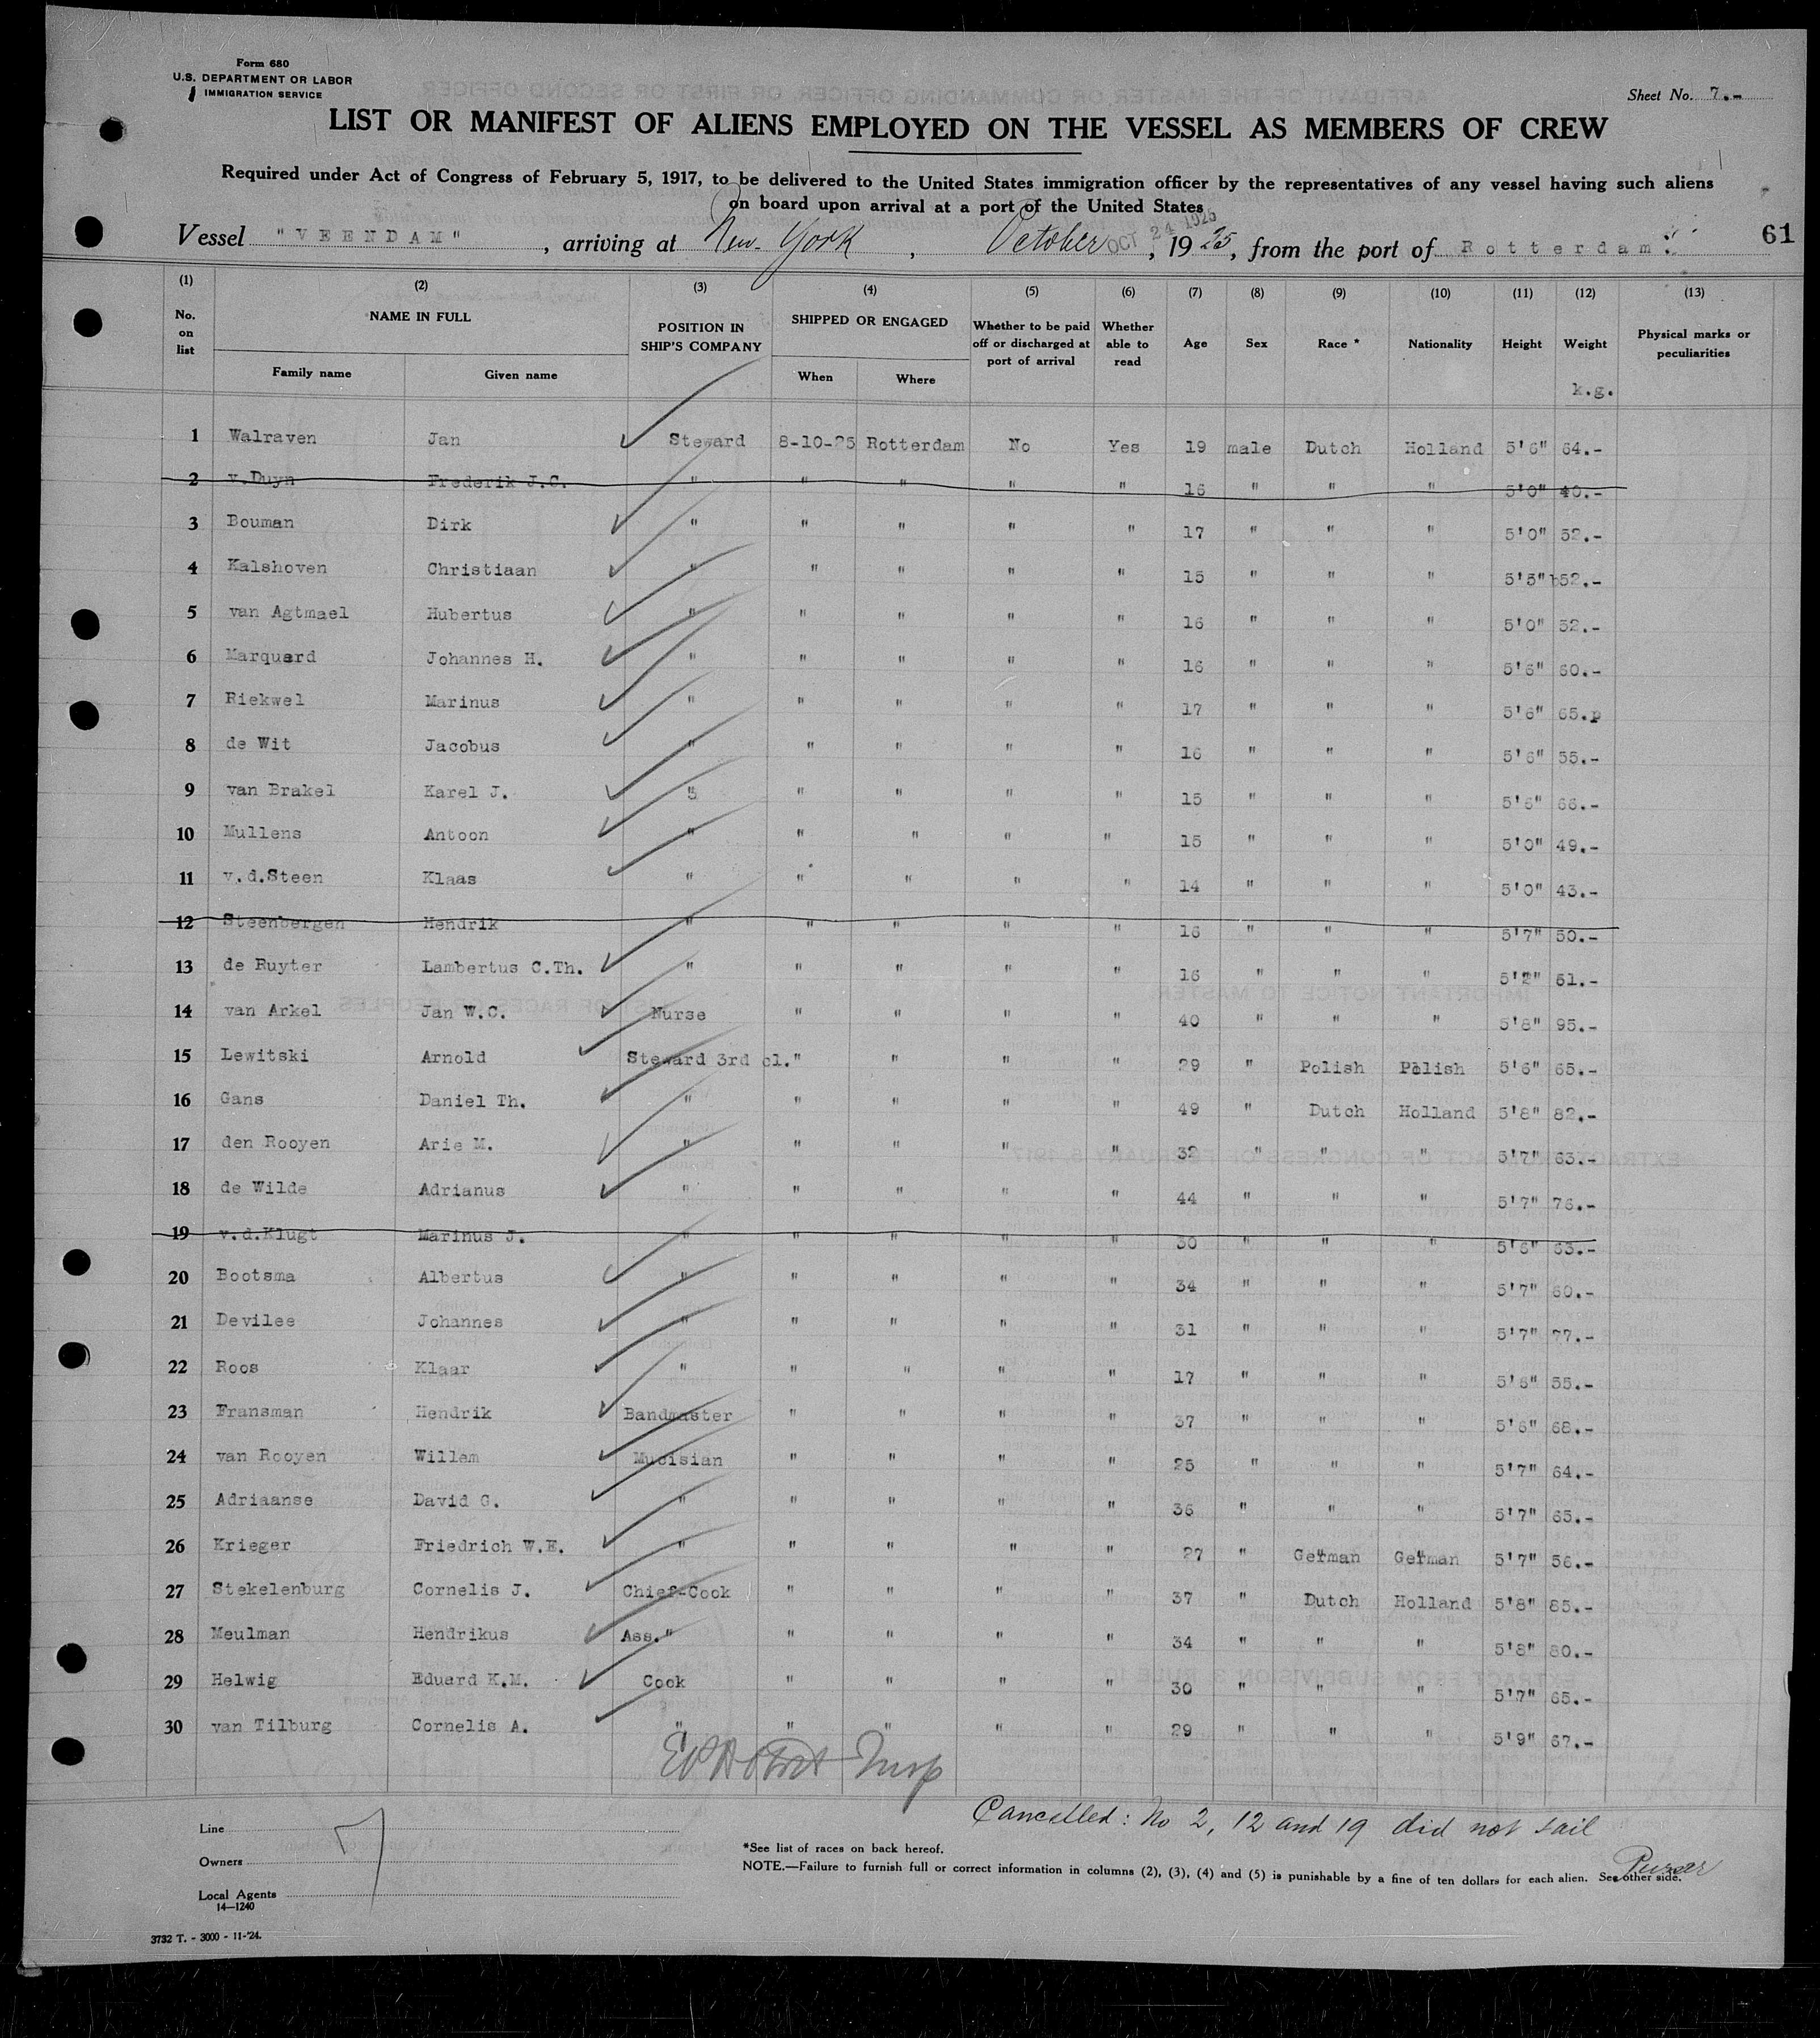 Form 680
U.S. DEPARTMENT OR LABOR
IMMIGRATION SERVICE
Sheet No. 7.-
LIST OR MANIFEST OF ALIENS EMPLOYED ON THE VESSEL AS MEMBERS OF CREW
Required under Act of Congress of February 5, 1917, to be delivered to the United States immigration officer by the representatives of any vessel having such aliens
on board upon arrival at a port of the United States
Vessel "VEENDAM", arriving at New York, October OCT 24 1925, 1925, from the port of Rotterdam. 61
(1) (2) (3) (4) (5) (6) (7) (8) (9) (10) (11) (12) (13)
No. on list NAME IN FULL POSITION IN SHIP'S COMPANY SHIPPED OR ENGAGED Whether to be paid off or discharged at port of arrival Whether able to read Age Sex Race * Nationality Height Weight Physical marks or peculiarities
Family name Given name When Where k.g.
1 Walraven Jan Steward 8-10-25 Rotterdam No Yes 19 male Dutch Holland 5'6" 64.-
2 v.Duyn Frederik J.C. " " " " " 16 " " " 5'0" 40.-
3 Bouman Dirk " " " " " 17 " " " 5'0" 52.-
4 Kalshoven Christiaan " " " " " 15 " " " 5'5" 52.-
5 van Agtmael Hubertus " " " " " 16 " " " 5'0" 52.-
6 Marquard Johannes H. " " " " " 16 " " " 5'6" 60.-
7 Riekwel Marinus " " " " " 17 " " " 5'6" 65.p
8 de Wit Jacobus " " " " " 16 " " " 5'6" 55.-
9 van Brakel Karel J. " " " " " 15 " " " 5'6" 66.-
10 Mullens Antoon " " " " " 15 " " " 5'0" 49.-
11 v.d.Steen Klaas " " " " " 14 " " " 5'0" 43.-
12 Steenbergen Hendrik " " " " " 16 " " " 5'7" 50.-
13 de Ruyter Lambertus C.Th. " " " " " 16 " " " 5'2" 61.-
14 van Arkel Jan W.C. Nurse " " " " 40 " " " 5'8" 95.-
15 Lewitski Arnold Steward 3rd cl. " " " " 29 " Polish Polish 5'6" 65.-
16 Gans Daniel Th. " " " " " 49 " Dutch Holland 5'8" 82.-
17 den Rooyen Arie M. " " " " " 32 " " " 5'7" 63.-
18 de Wilde Adrianus " " " " " 44 " " " 5'7" 76.-
19 v.d.Klugt Marinus J. " " " " " 30 " " " 5'6" 63.-
20 Bootsma Albertus " " " " " 34 " " " 5'7" 60.-
21 Devilee Johannes " " " " " 31 " " " 5'7" 77.-
22 Roos Klaar " " " " " 17 " " " 5'6" 55.-
23 Fransman Hendrik Bandmaster " " " " 37 " " " 5'6" 68.-
24 van Rooyen Willem Mucisian " " " " 25 " " " 5'7" 64.-
25 Adriaanse David G. " " " " " 36 " " " 5'7" 65.-
26 Krieger Friedrich W.E. " " " " " 27 " German German 5'7" 56.-
27 Stekelenburg Cornelis J. Chief-Cook " " " " 37 " Dutch Holland 5'8" 85.-
28 Meulman Hendrikus Ass. " " " " " 34 " " " 5'8" 80.-
29 Helwig Eduard K.M. Cook " " " " 30 " " " 5'7" 65.-
30 van Tilburg Cornelis A. " " " " " 29 " " " 5'9" 67.-
Insp
Cancelled: No 2, 12 and 19 did not sail
Purser
Line
Owners
Local Agents
14—1240
*See list of races on back hereof.
NOTE.—Failure to furnish full or correct information in columns (2), (3), (4) and (5) is punishable by a fine of ten dollars for each alien. See other side.
3732 T. - 3000 - 11-'24.